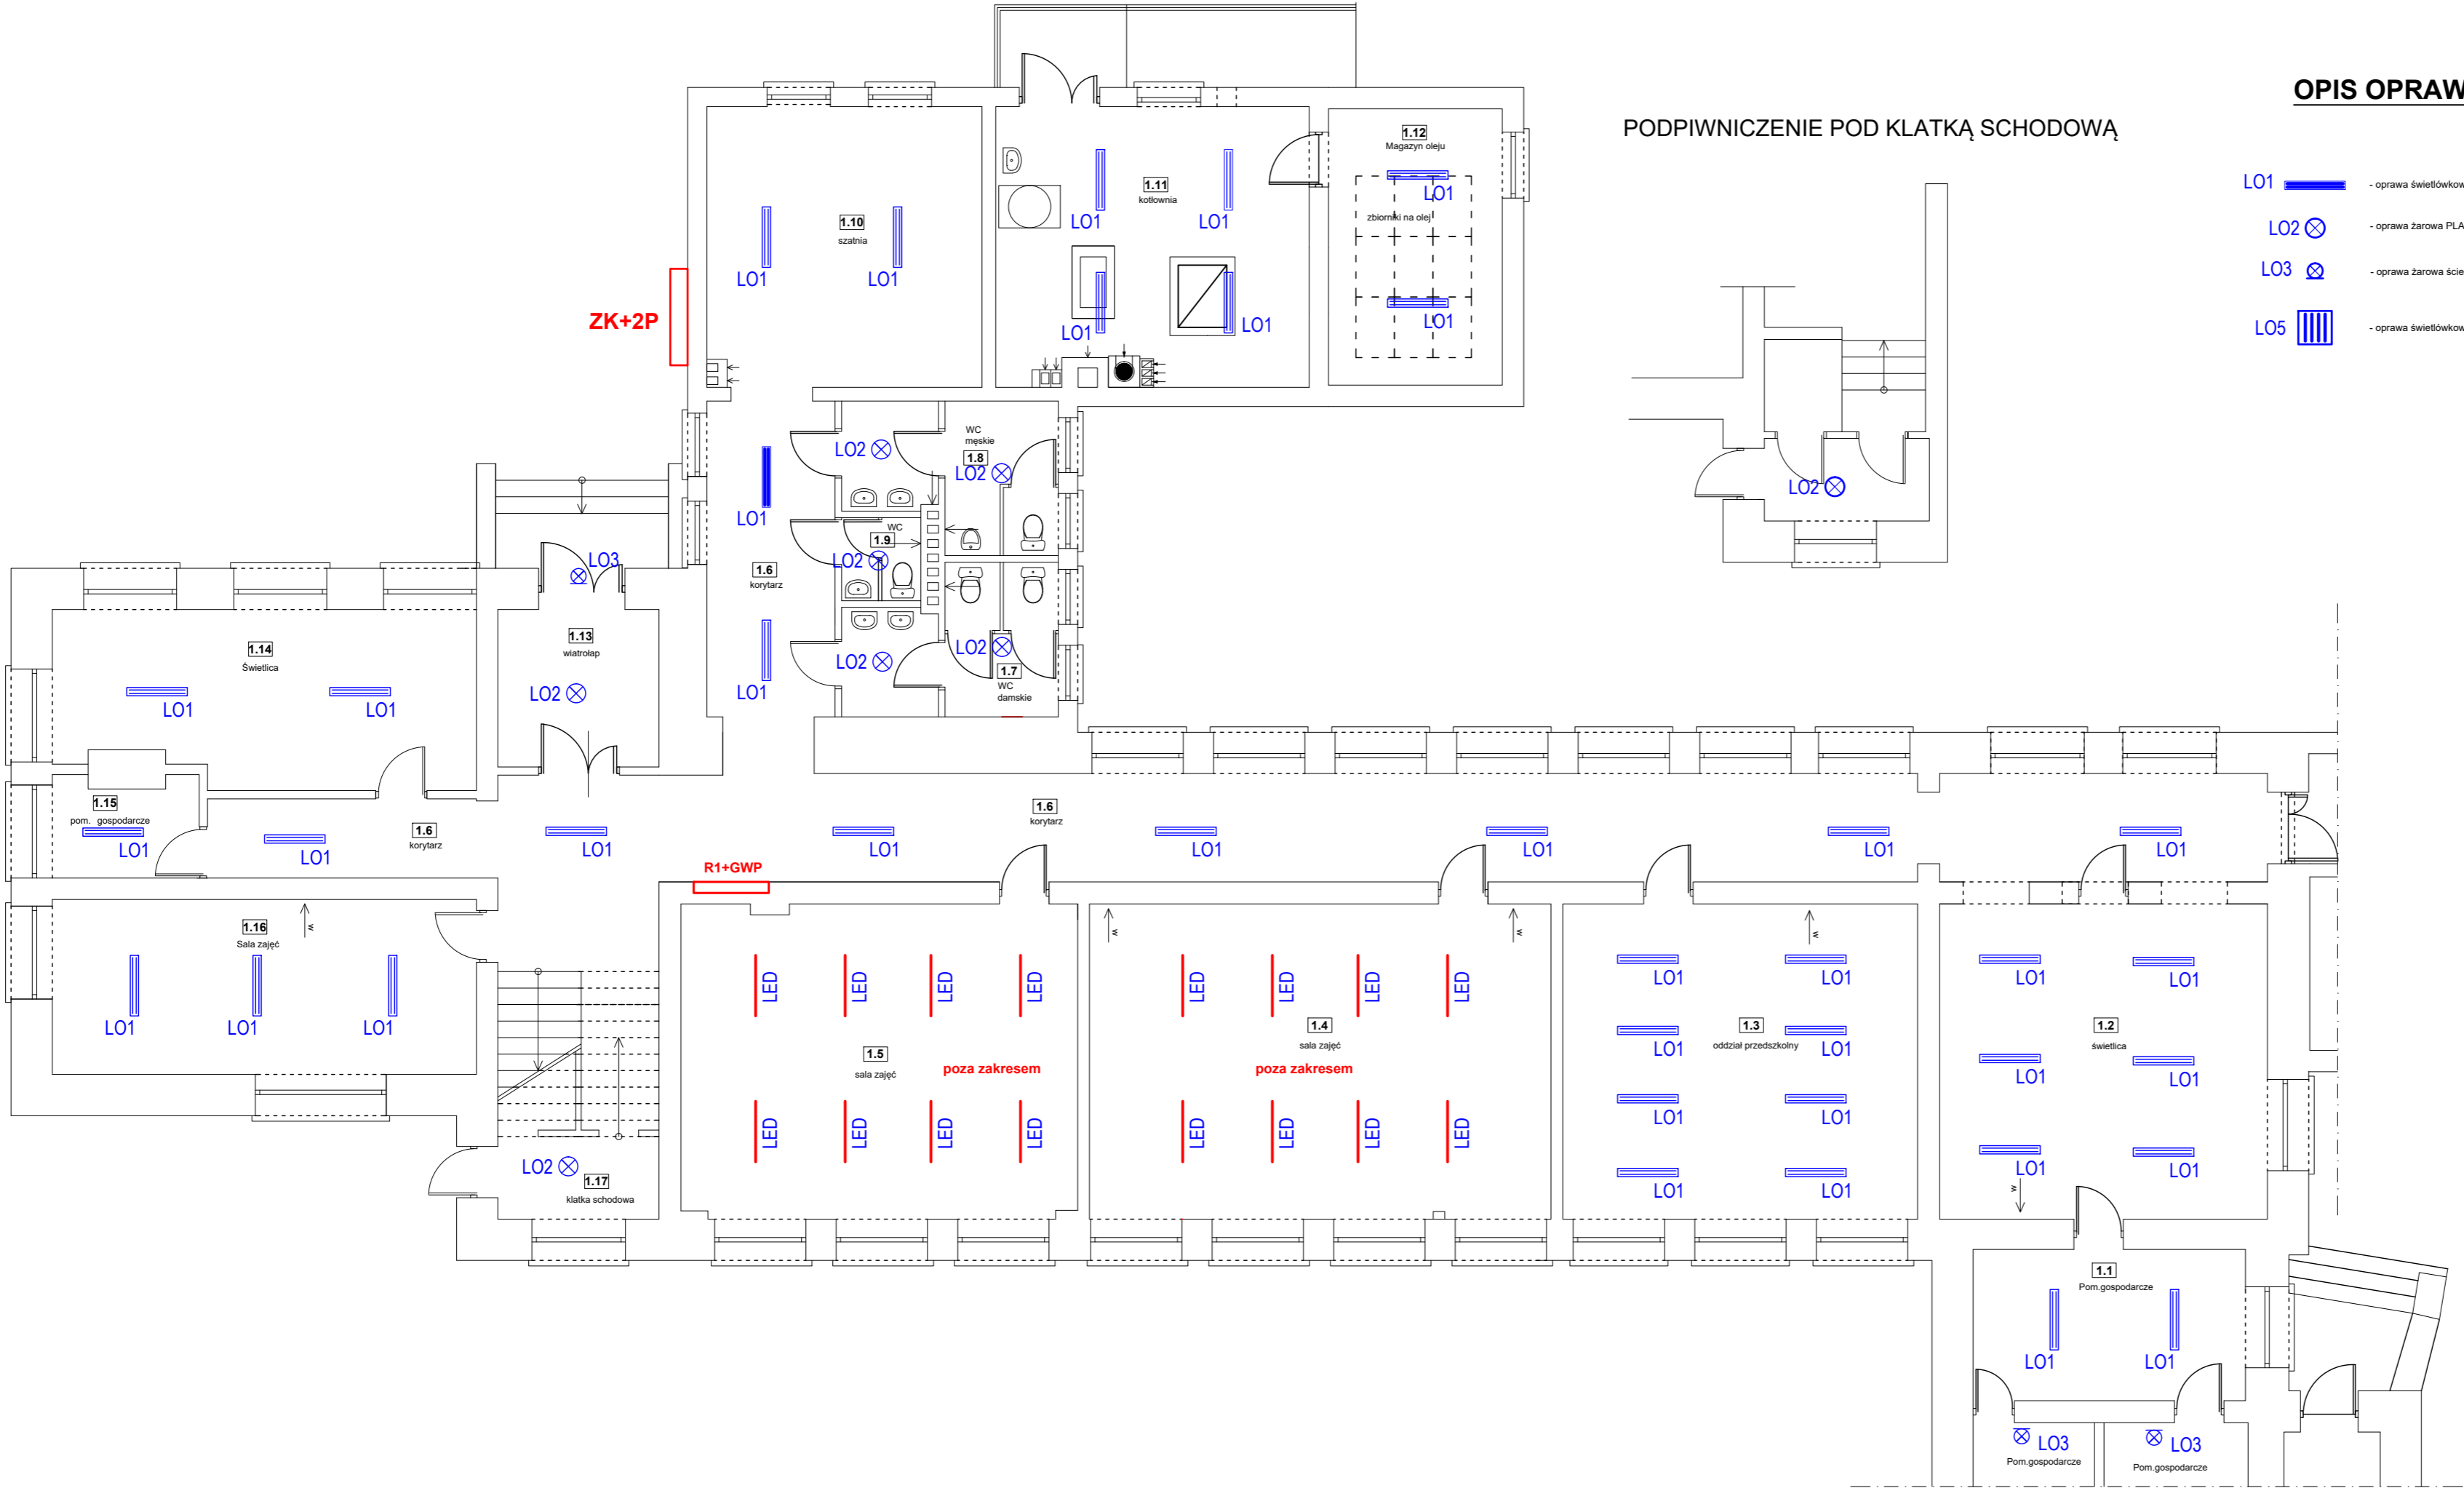 OPIS OPRAW
PODPIWNICZENIE POD KLATKĄ SCHODOWĄ
LO1 - oprawa świetlówkow
LO2 - oprawa żarowa PLA
LO3 - oprawa żarowa ście
LO5 - oprawa świetlówkow
LO2
1.12
Magazyn oleju
LO1
zbiorniki na olej
LO1
1.11
kotłownia
LO1
LO1
LO1
LO1
1.10
szatnia
LO1
LO1
ZK+2P
WC
męskie
1.8
LO2
LO2
LO1
WC
1.9
LO2
1.6
korytarz
LO1
LO2
LO2
1.7
WC
damskie
LO3
1.13
wiatrołap
LO2
1.14
Świetlica
LO1
LO1
1.15
pom. gospodarcze
LO1
1.6
korytarz
LO1
LO1
1.6
korytarz
LO1
LO1
LO1
LO1
LO1
R1+GWP
1.16
Sala zajęć
w
LO1
LO1
LO1
LO2
1.17
klatka schodowa
LED
LED
LED
LED
1.5
sala zajęć
poza zakresem
LED
LED
LED
LED
w
w
LED
LED
LED
LED
1.4
sala zajęć
poza zakresem
LED
LED
LED
LED
w
LO1
LO1
LO1
1.3
oddział przedszkolny
LO1
LO1
LO1
LO1
LO1
LO1
LO1
1.2
świetlica
LO1
LO1
LO1
LO1
w
1.1
Pom.gospodarcze
LO1
LO1
LO3
Pom.gospodarcze
LO3
Pom.gospodarcze